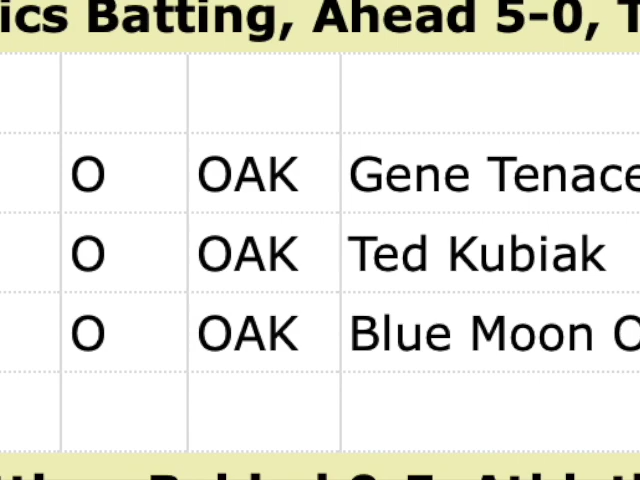 ics Batting, Ahead 5-0, T
O OAK Gene Tenace
O OAK Ted Kubiak
O OAK Blue Moon O